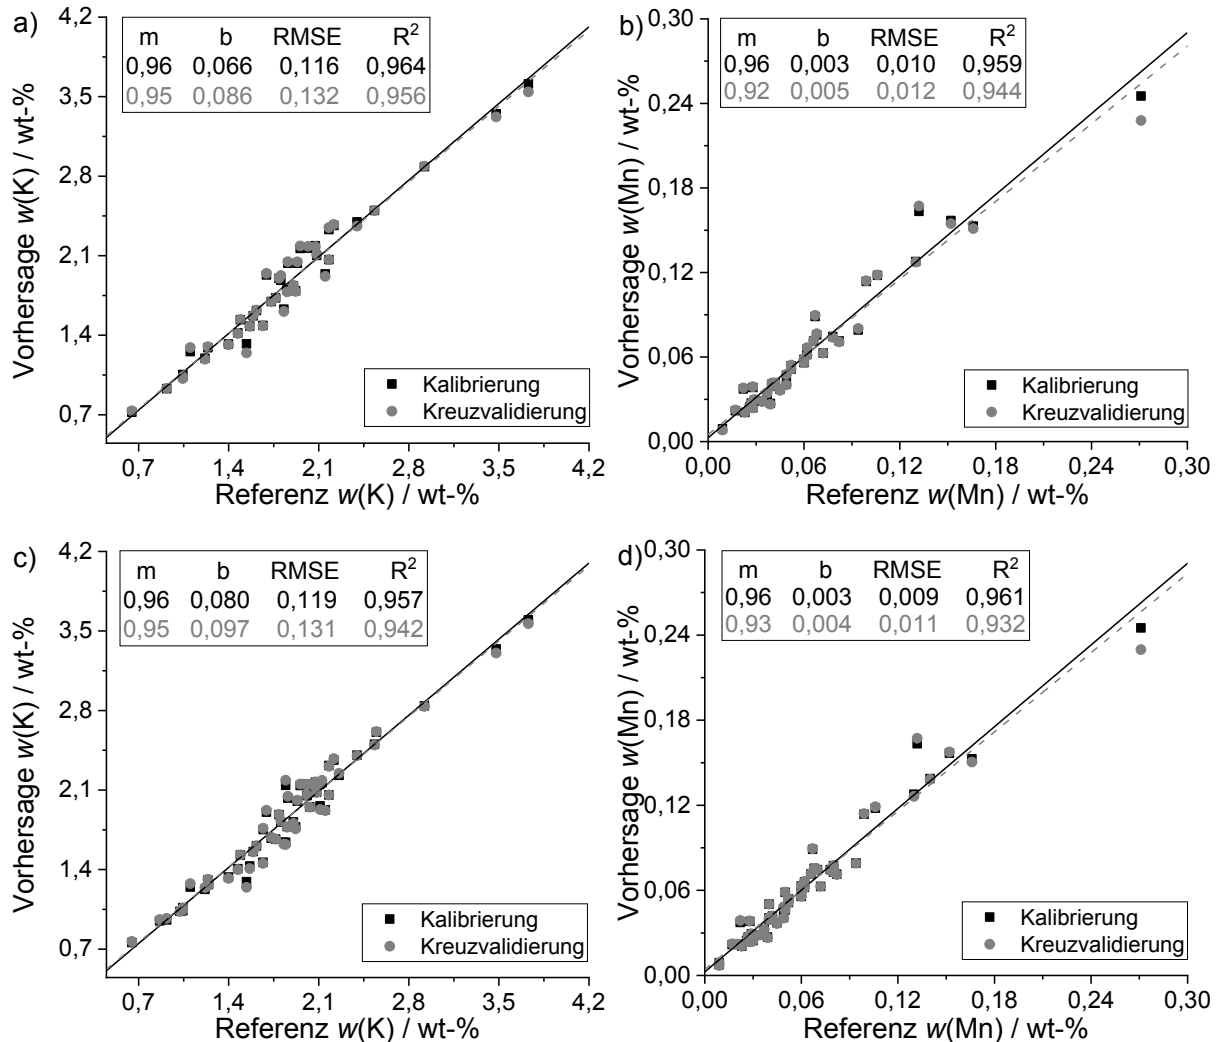 a)
m b RMSE R²
0,96 0,066 0,116 0,964
0,95 0,086 0,132 0,956
4,2
3,5
2,8
2,1
1,4
0,7
Vorhersage w(K) / wt-%
Kalibrierung
Kreuzvalidierung
0,7 1,4 2,1 2,8 3,5 4,2
Referenz w(K) / wt-%
b)
m b RMSE R²
0,96 0,003 0,010 0,959
0,92 0,005 0,012 0,944
0,30
0,24
0,18
0,12
0,06
0,00
Vorhersage w(Mn) / wt-%
Kalibrierung
Kreuzvalidierung
0,00 0,06 0,12 0,18 0,24 0,30
Referenz w(Mn) / wt-%
c)
m b RMSE R²
0,96 0,080 0,119 0,957
0,95 0,097 0,131 0,942
4,2
3,5
2,8
2,1
1,4
0,7
Vorhersage w(K) / wt-%
Kalibrierung
Kreuzvalidierung
0,7 1,4 2,1 2,8 3,5 4,2
Referenz w(K) / wt-%
d)
m b RMSE R²
0,96 0,003 0,009 0,961
0,93 0,004 0,011 0,932
0,30
0,24
0,18
0,12
0,06
0,00
Vorhersage w(Mn) / wt-%
Kalibrierung
Kreuzvalidierung
0,00 0,06 0,12 0,18 0,24 0,30
Referenz w(Mn) / wt-%